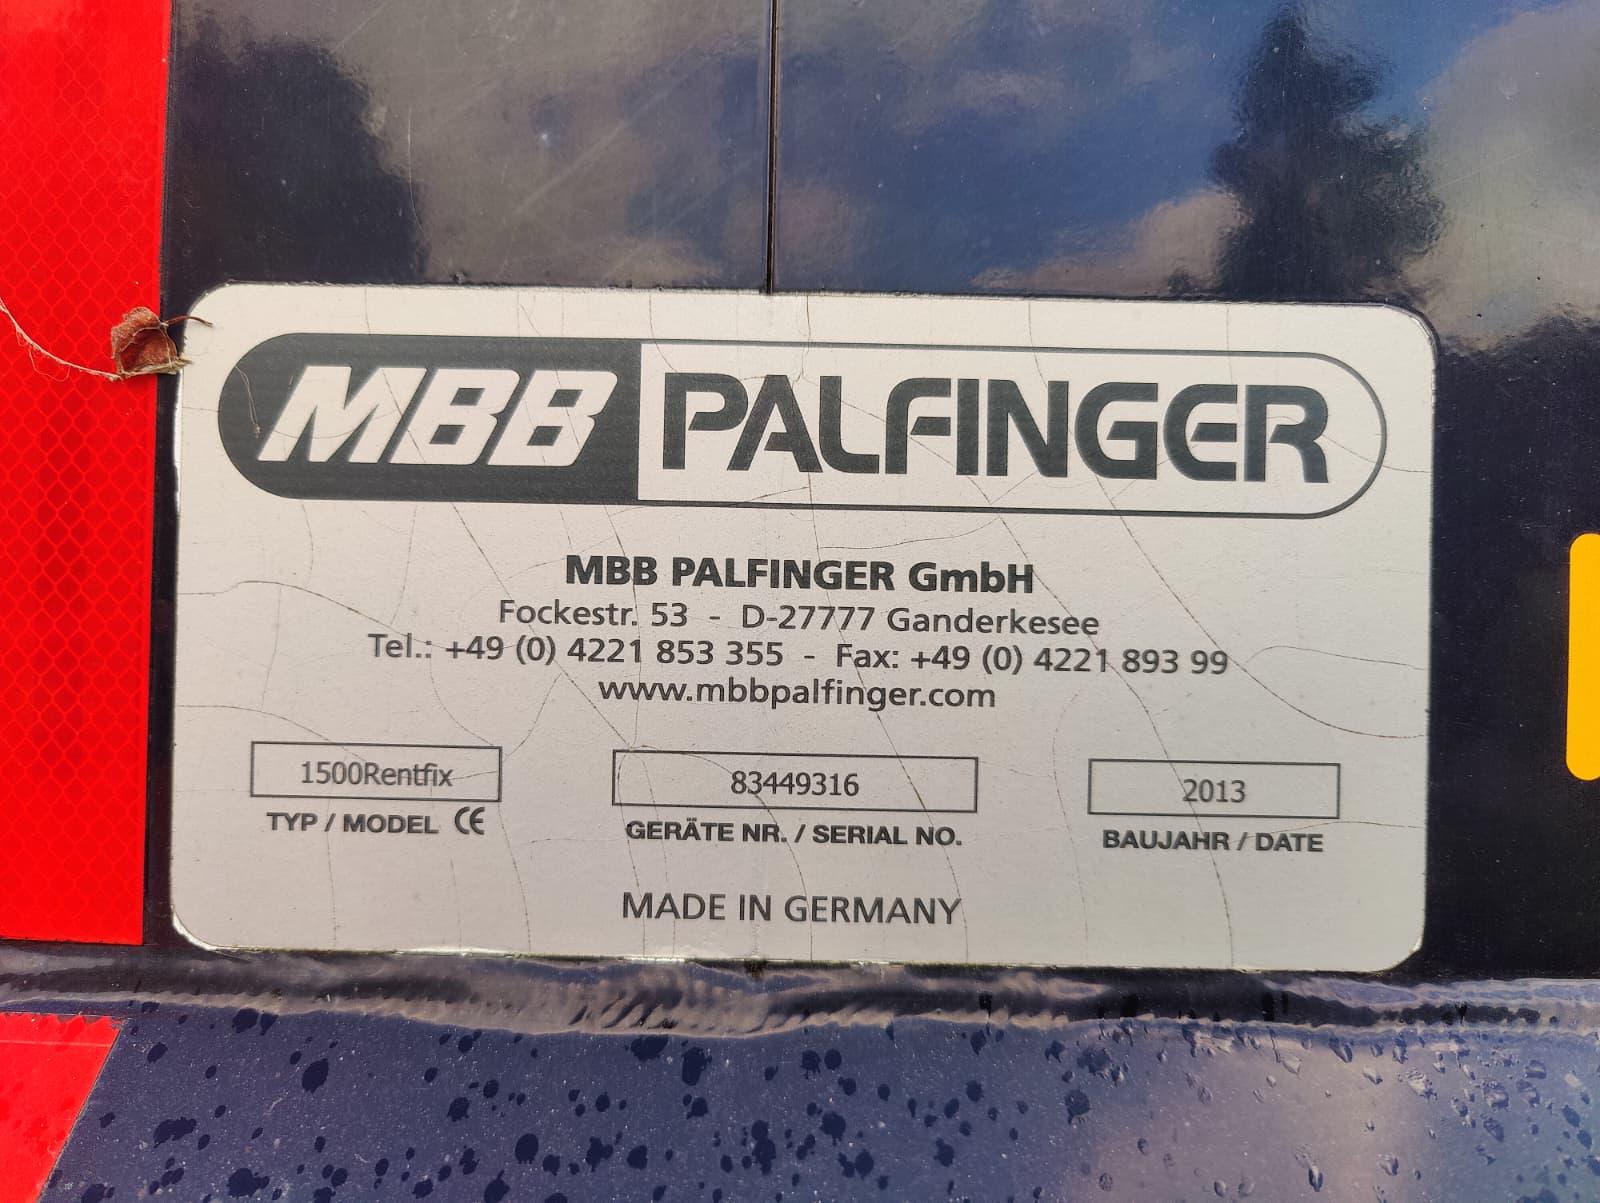 MBB PALFINGER
MBB PALFINGER GmbH
Fockestr. 53 - D-27777 Ganderkesee
Tel.: +49 (0) 4221 853 355 - Fax: +49 (0) 4221 893 99
www.mbbpalfinger.com
1500Rentfix 83449316 2013
TYP / MODEL CE GERÄTE NR. / SERIAL NO. BAUJAHR / DATE
MADE IN GERMANY